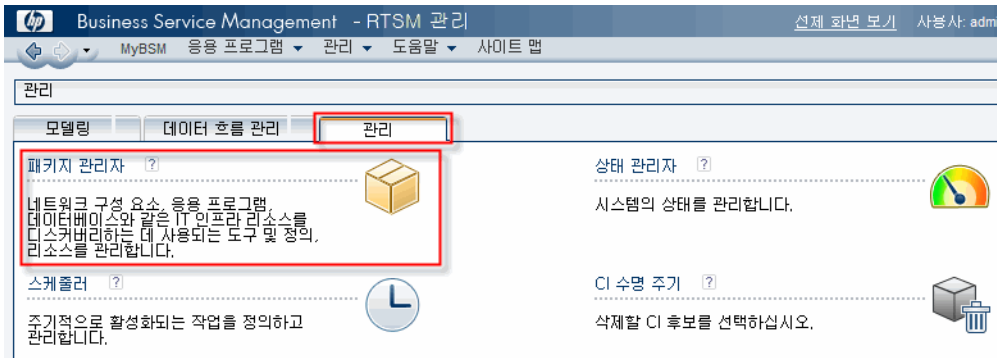 hp Business Service Management - RTSM 관리 전체 화면 보기 사용자: adm
MyBSM 응용 프로그램 관리 도움말 사이트 맵
관리
모델링 데이터 흐름 관리 관리
패키지 관리자 ?
네트워크 구성 요소, 응용 프로그램,
데이터베이스와 같은 IT 인프라 리소스를
디스커버리하는 데 사용되는 도구 및 정의,
리소스를 관리합니다.
상태 관리자 ?
시스템의 상태를 관리합니다.
스케줄러 ?
주기적으로 활성화되는 작업을 정의하고
관리합니다.
CI 수명 주기 ?
삭제할 CI 후보를 선택하십시오.